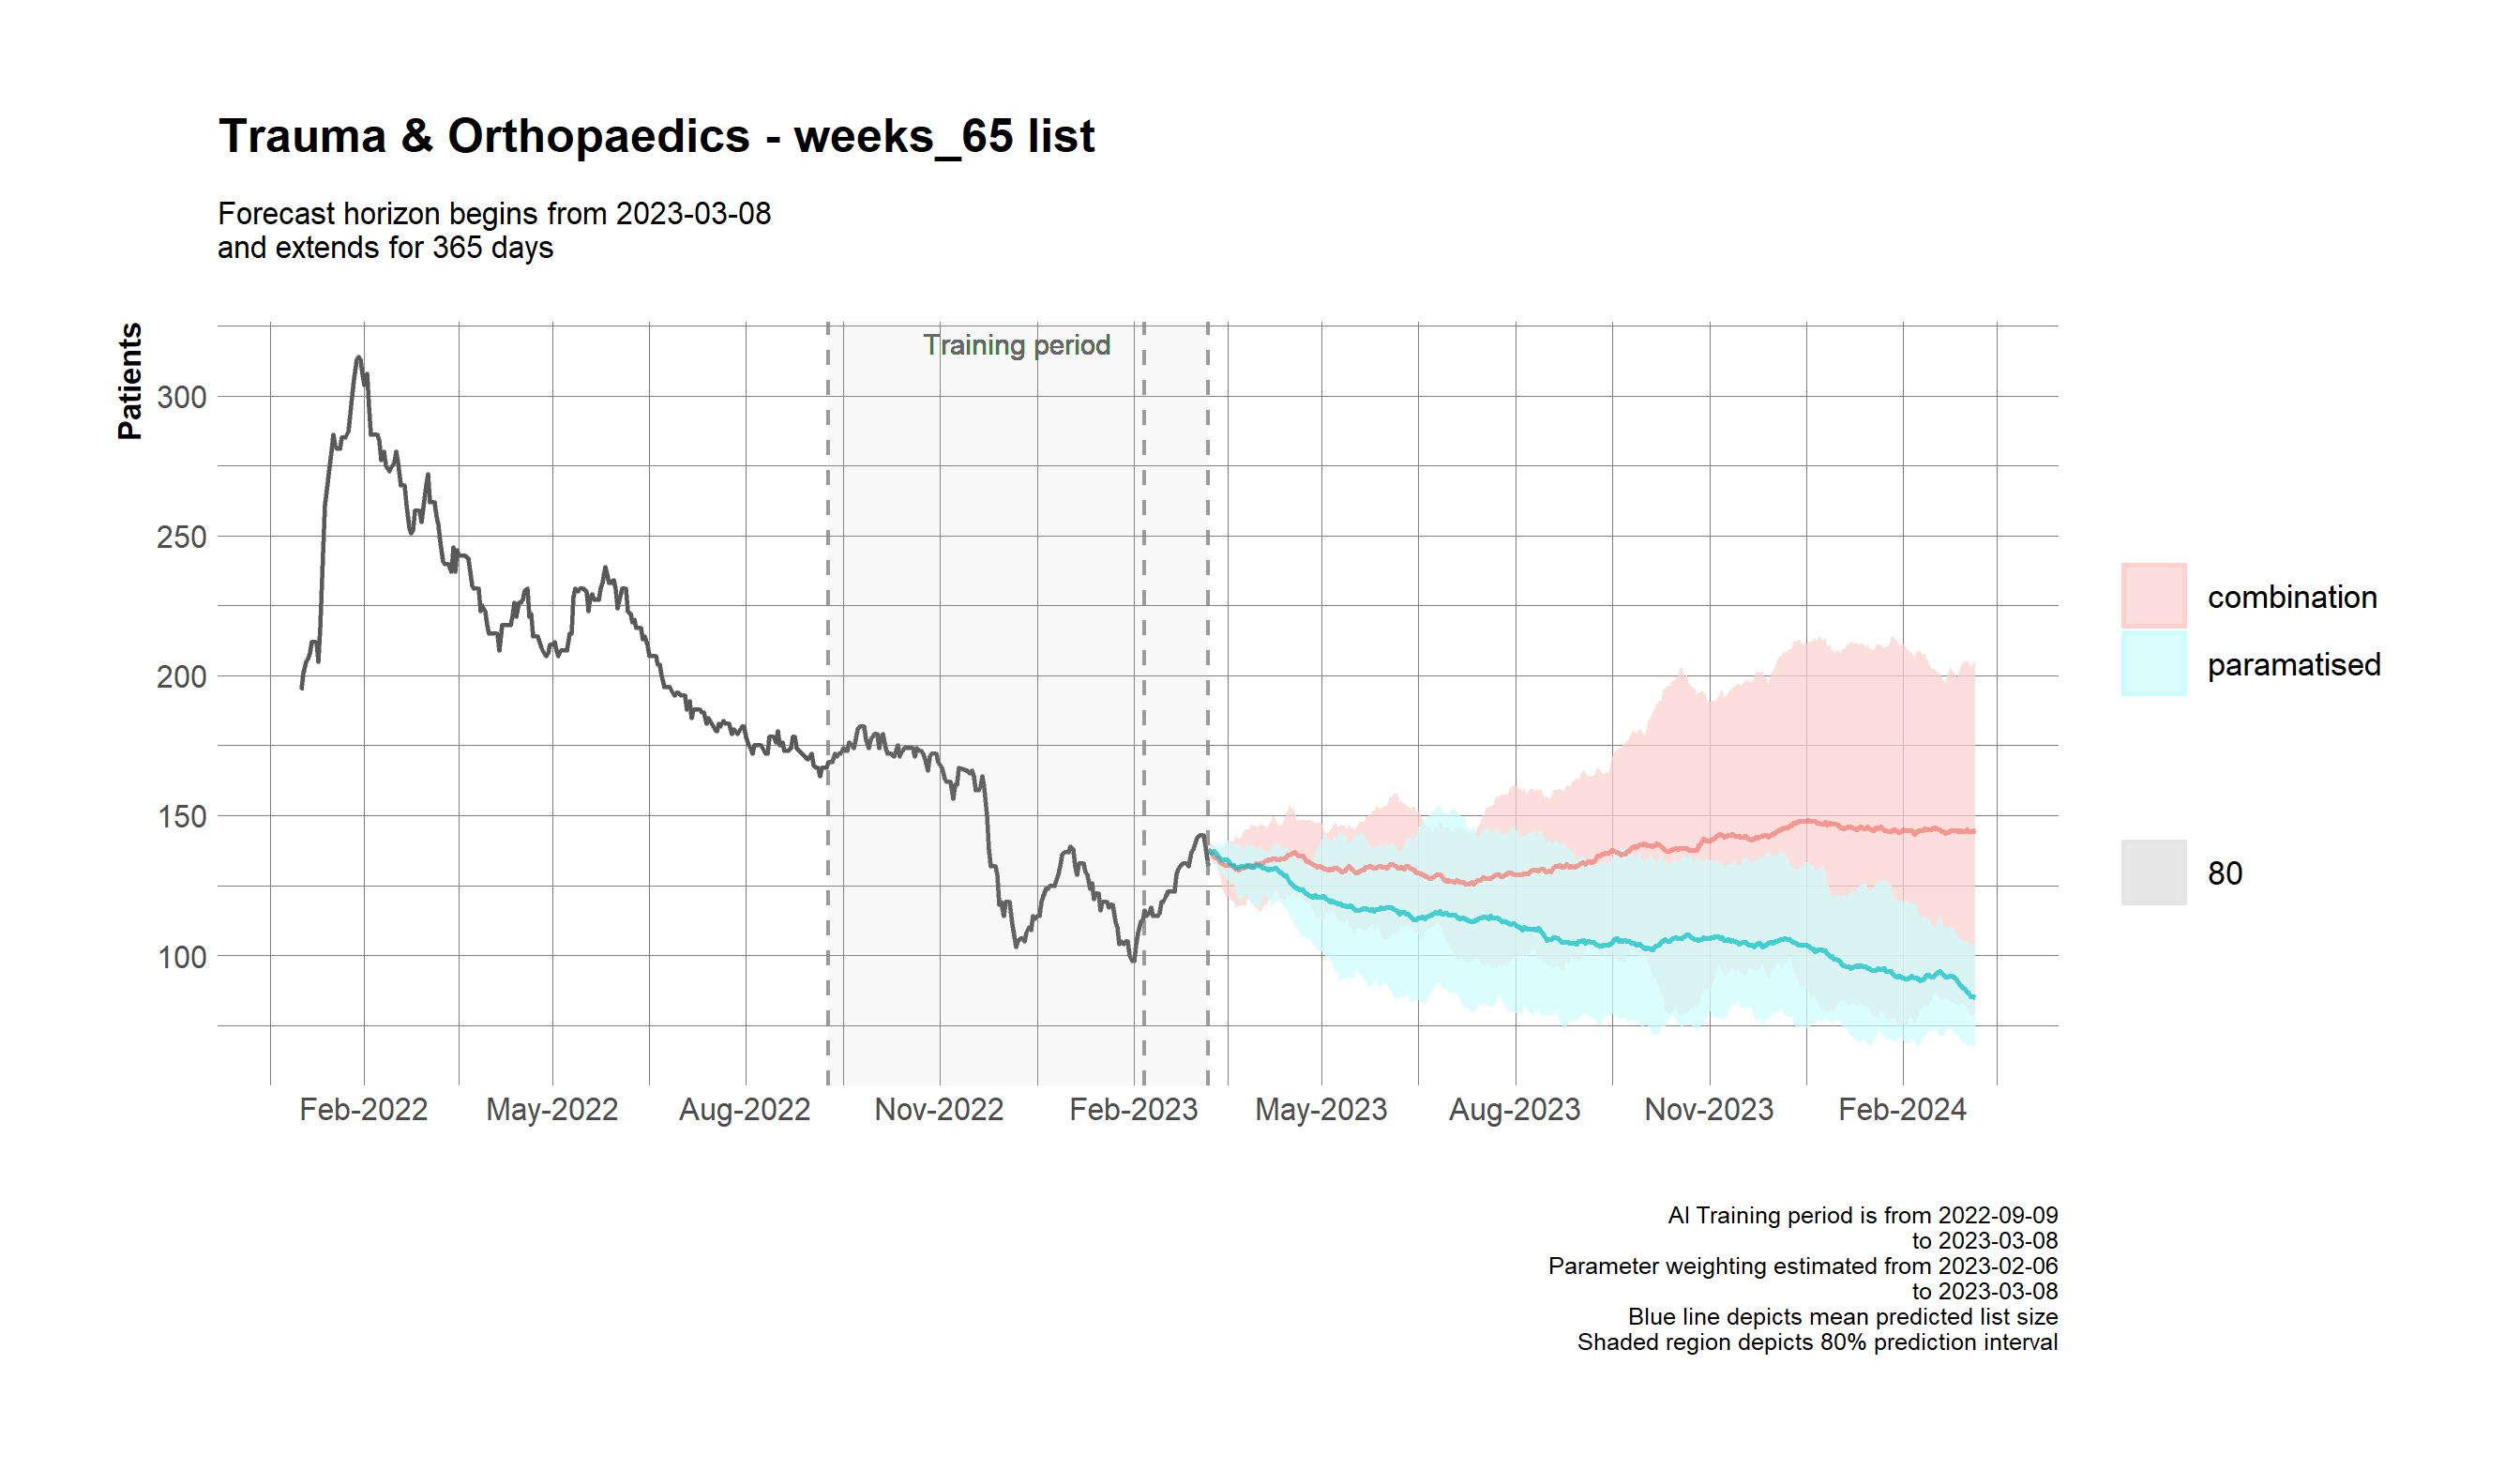 Trauma & Orthopaedics - weeks_65 list
Forecast horizon begins from 2023-03-08
and extends for 365 days
Patients
Training period
300
250
200
150
100
Feb-2022 May-2022 Aug-2022 Nov-2022 Feb-2023 May-2023 Aug-2023 Nov-2023 Feb-2024
combination
paramatised
80
AI Training period is from 2022-09-09
to 2023-03-08
Parameter weighting estimated from 2023-02-06
to 2023-03-08
Blue line depicts mean predicted list size
Shaded region depicts 80% prediction interval